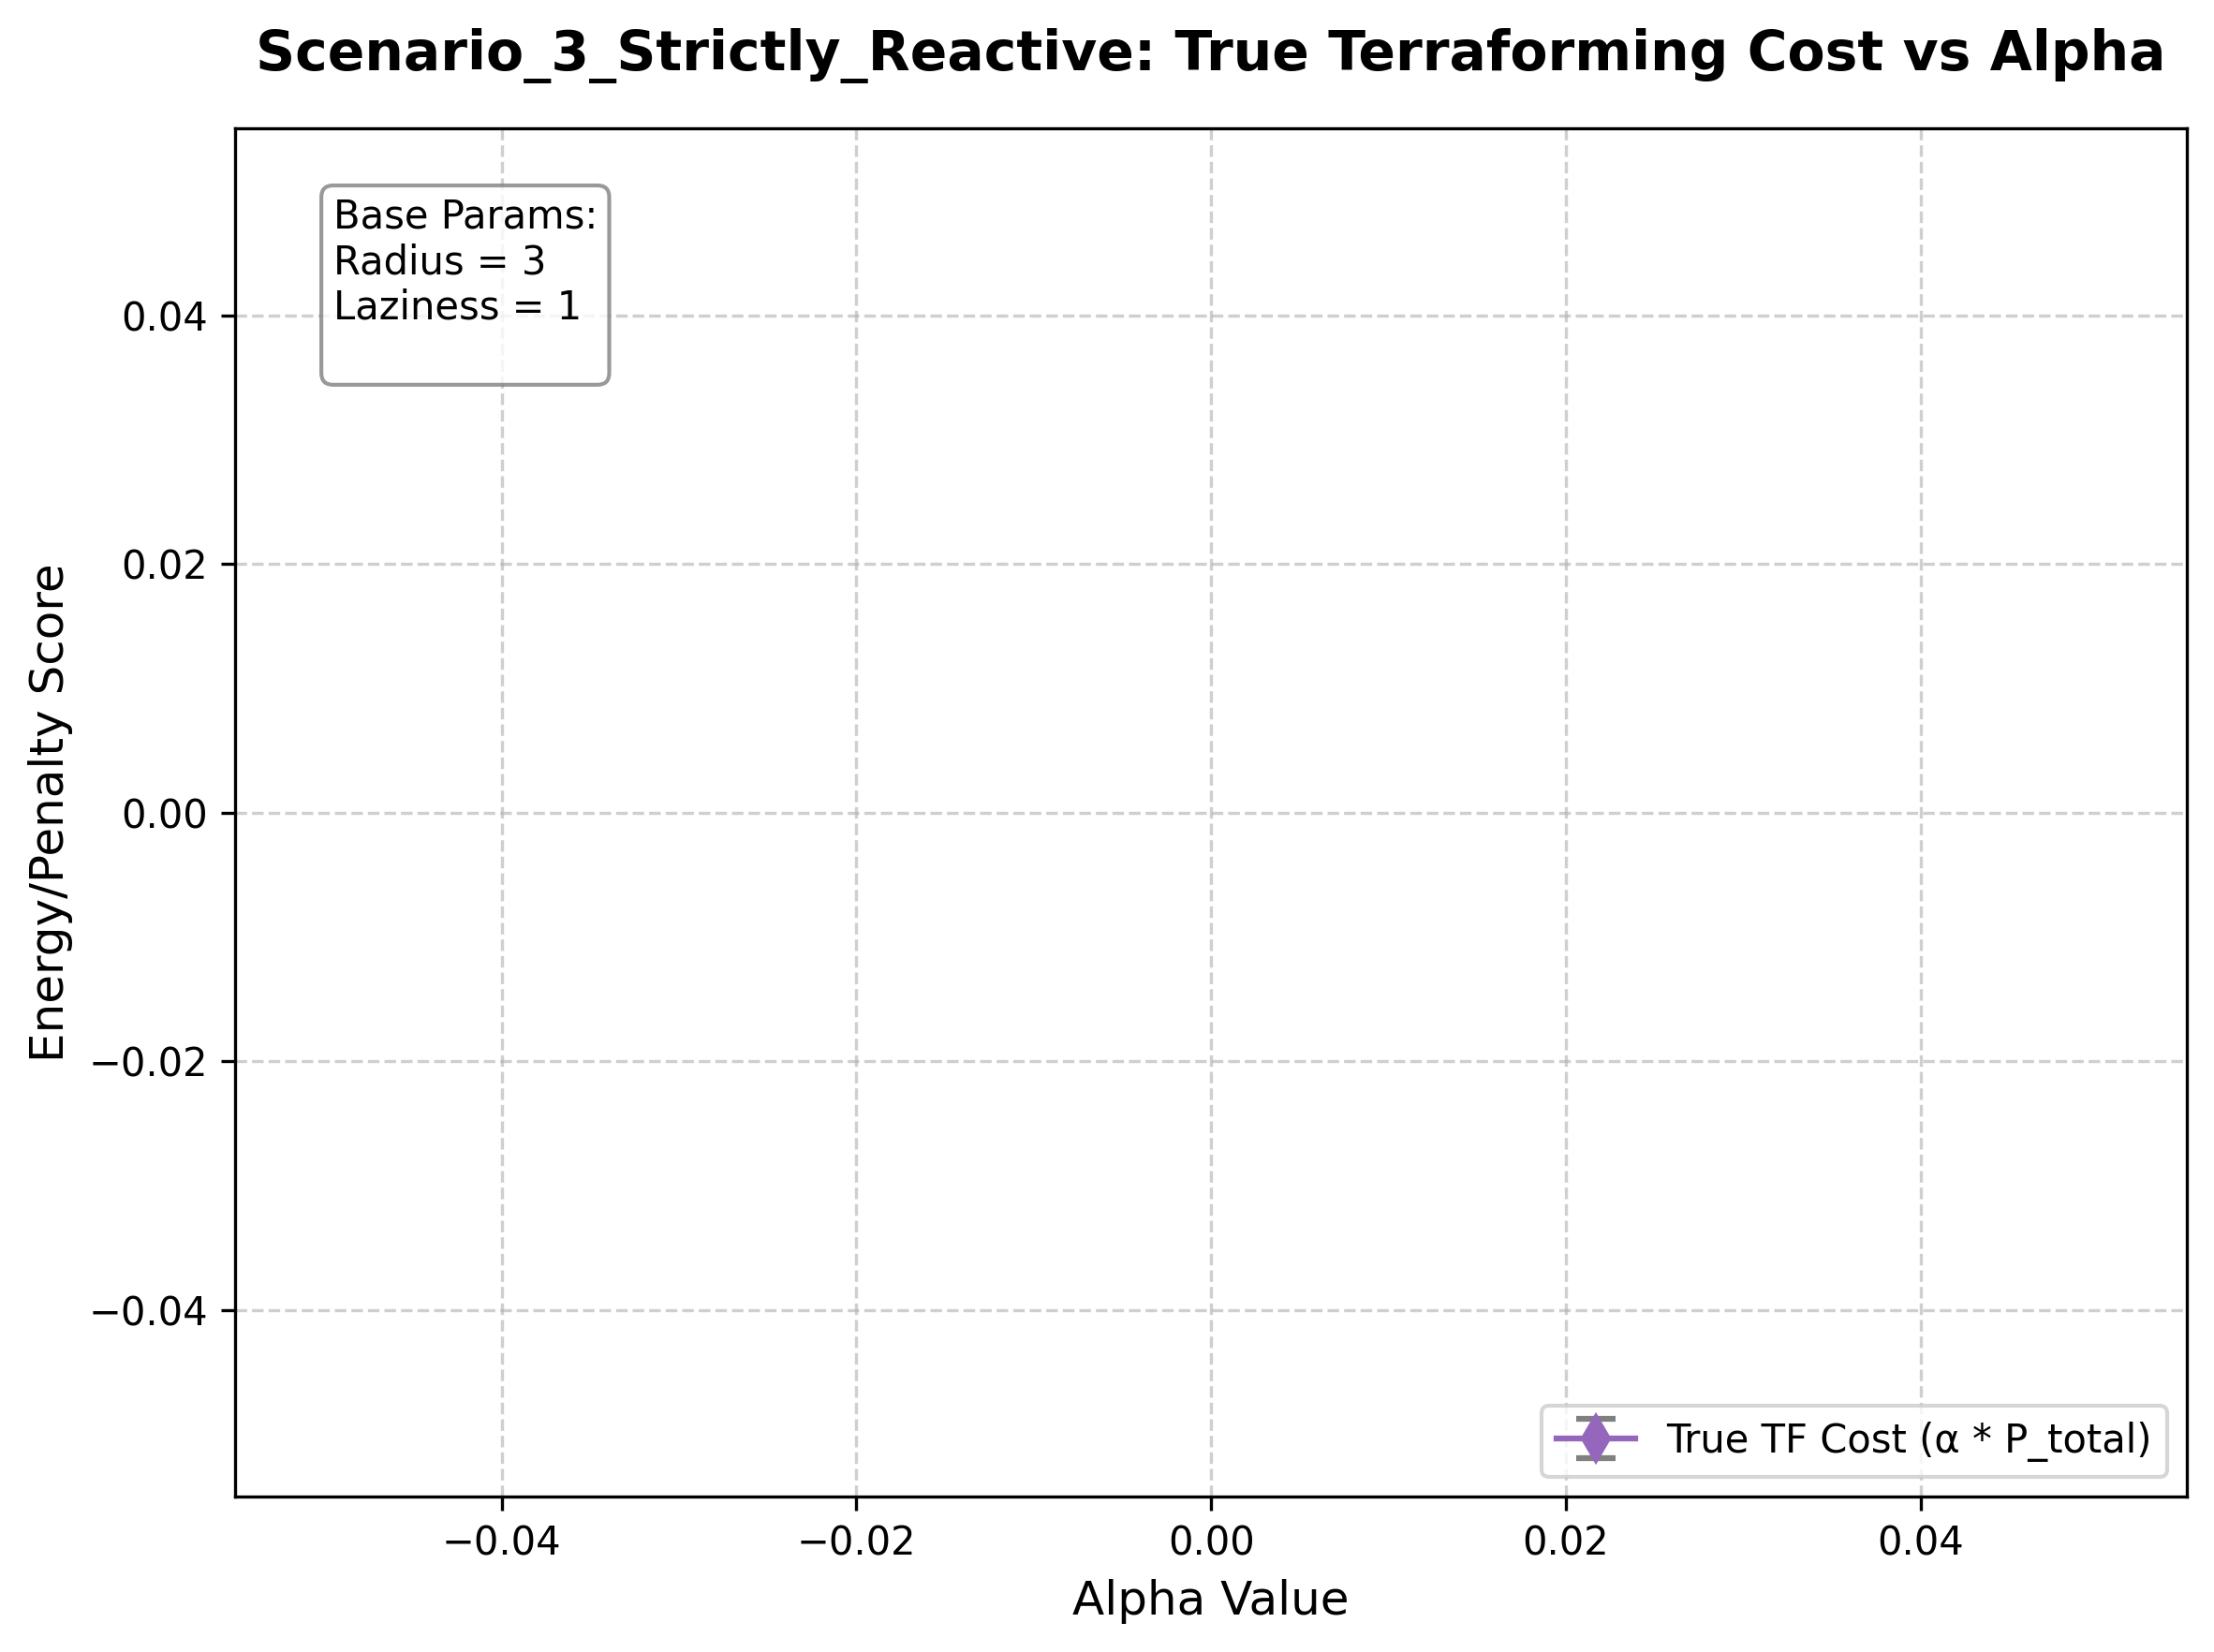 Scenario_3_Strictly_Reactive: True Terraforming Cost vs Alpha
Base Params:
Radius = 3
Laziness = 1
Energy/Penalty Score
0.04
0.02
0.00
−0.02
−0.04
True TF Cost (α * P_total)
−0.04
−0.02
0.00
0.02
0.04
Alpha Value